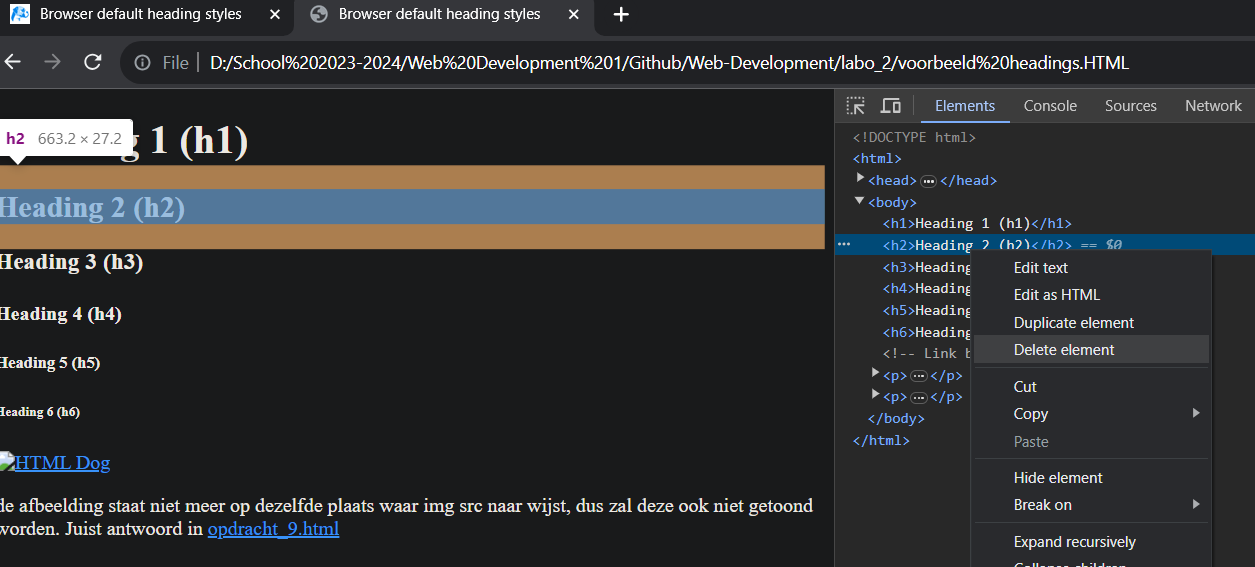 Browser default heading styles
Browser default heading styles
File D:/School%202023-2024/Web%20Development%201/Github/Web-Development/labo_2/voorbeeld%20headings.HTML
h2 663.2 × 27.2
g 1 (h1)
Heading 2 (h2)
Heading 3 (h3)
Heading 4 (h4)
Heading 5 (h5)
Heading 6 (h6)
HTML Dog
de afbeelding staat niet meer op dezelfde plaats waar img src naar wijst, dus zal deze ook niet getoond
worden. Juist antwoord in opdracht_9.html
Elements Console Sources Network
<!DOCTYPE html>
<html>
<head>…</head>
<body>
<h1>Heading 1 (h1)</h1>
<h2>Heading 2 (h2)</h2> == $0
<h3>Heading
<h4>Heading
<h5>Heading
<h6>Heading
<!-- Link b
<p>…</p>
<p>…</p>
</body>
</html>
Edit text
Edit as HTML
Duplicate element
Delete element
Cut
Copy
Paste
Hide element
Break on
Expand recursively
Collapse children